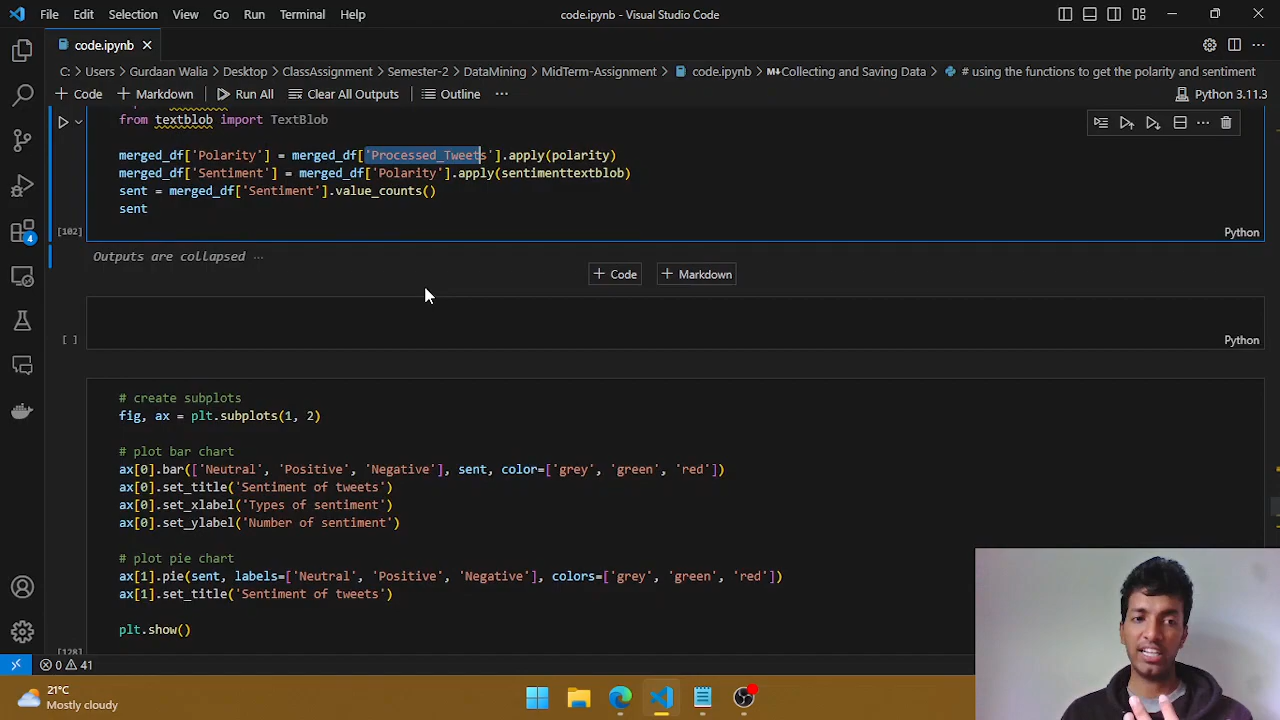 File Edit Selection View Go Run Terminal Help
code.ipynb - Visual Studio Code
code.ipynb
C: > Users > Gurdaan Walia > Desktop > ClassAssignment > Semester-2 > DataMining > MidTerm-Assignment > code.ipynb > Collecting and Saving Data > # using the functions to get the polarity and sentiment
+ Code + Markdown Run All Clear All Outputs Outline ... Python 3.11.3
from textblob import TextBlob
merged_df['Polarity'] = merged_df['Processed_Tweets'].apply(polarity)
merged_df['Sentiment'] = merged_df['Polarity'].apply(sentimenttextblob)
sent = merged_df['Sentiment'].value_counts()
sent
[102]
Python
Outputs are collapsed ...
+ Code + Markdown
[ ]
Python
# create subplots
fig, ax = plt.subplots(1, 2)
# plot bar chart
ax[0].bar(['Neutral', 'Positive', 'Negative'], sent, color=['grey', 'green', 'red'])
ax[0].set_title('Sentiment of tweets')
ax[0].set_xlabel('Types of sentiment')
ax[0].set_ylabel('Number of sentiment')
# plot pie chart
ax[1].pie(sent, labels=['Neutral', 'Positive', 'Negative'], colors=['grey', 'green', 'red'])
ax[1].set_title('Sentiment of tweets')
plt.show()
[128]
4
0 41
21°C
Mostly cloudy